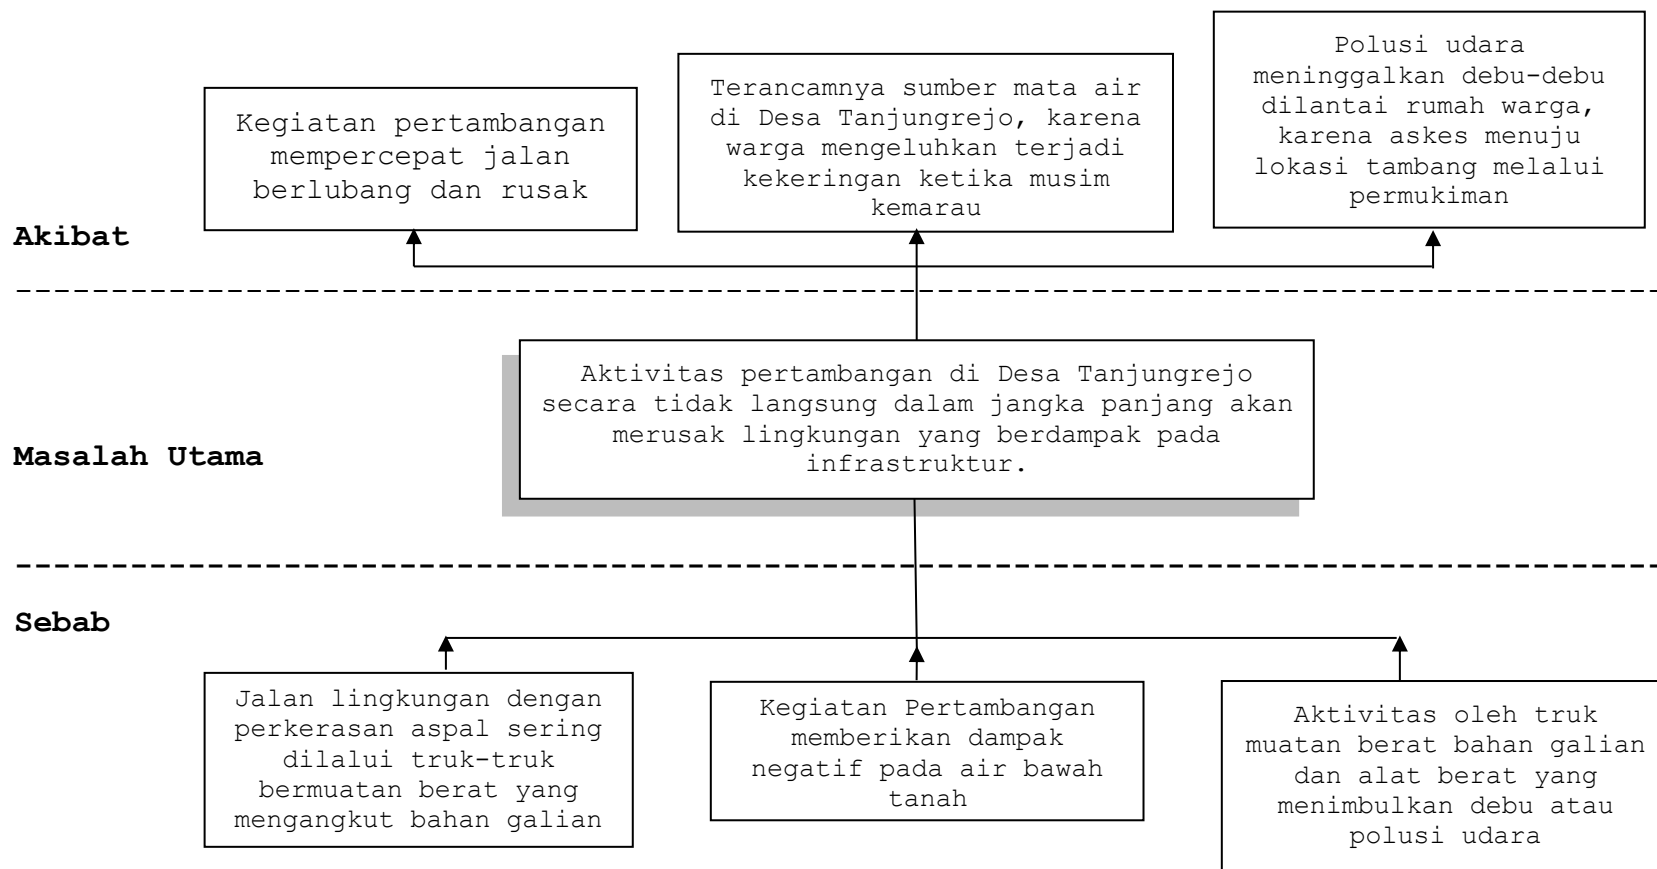 Kegiatan pertambangan
mempercepat jalan
berlubang dan rusak
Terancamnya sumber mata air
di Desa Tanjungrejo, karena
warga mengeluhkan terjadi
kekeringan ketika musim
kemarau
Polusi udara
meninggalkan debu-debu
dilantai rumah warga,
karena askes menuju
lokasi tambang melalui
permukiman
Akibat
Aktivitas pertambangan di Desa Tanjungrejo
secara tidak langsung dalam jangka panjang akan
merusak lingkungan yang berdampak pada
infrastruktur.
Masalah Utama
Sebab
Jalan lingkungan dengan
perkerasan aspal sering
dilalui truk-truk
bermuatan berat yang
mengangkut bahan galian
Kegiatan Pertambangan
memberikan dampak
negatif pada air bawah
tanah
Aktivitas oleh truk
muatan berat bahan galian
dan alat berat yang
menimbulkan debu atau
polusi udara